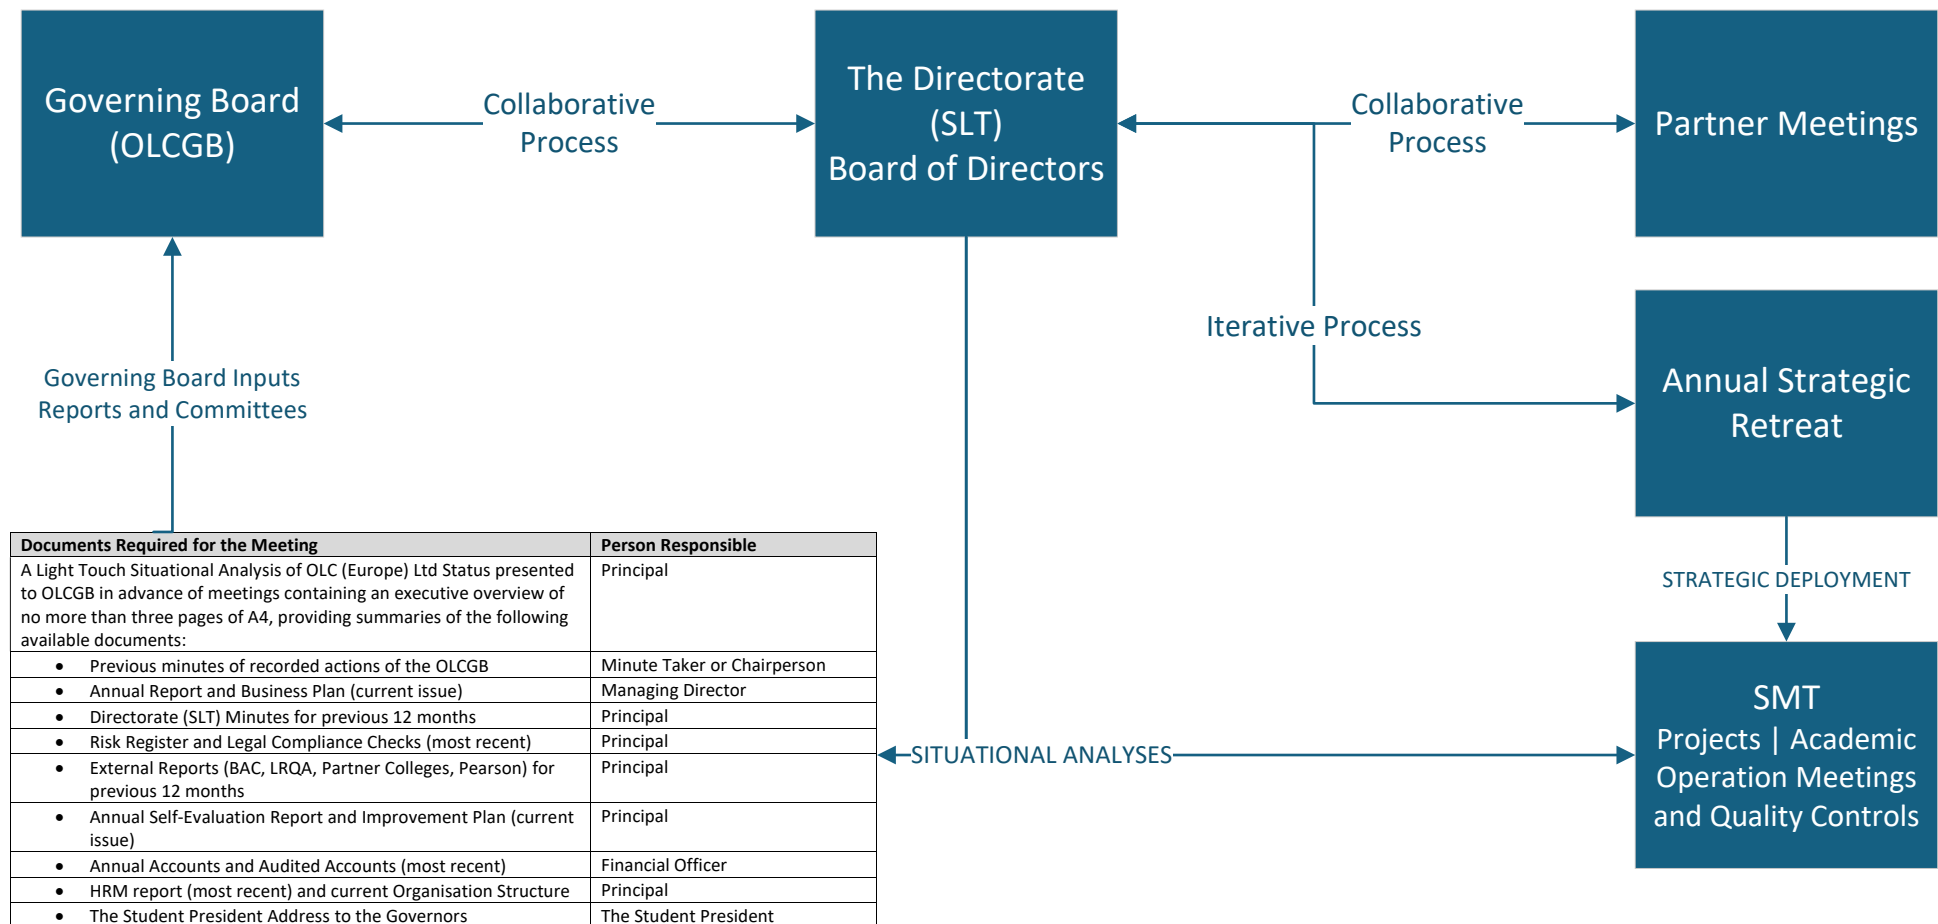 Governing Board
(OLCGB)
Collaborative
Process
The Directorate
(SLT)
Board of Directors
Collaborative
Process
Partner Meetings
Iterative Process
Annual Strategic
Retreat
Governing Board Inputs
Reports and Committees
STRATEGIC DEPLOYMENT
SMT
Projects | Academic
Operation Meetings
and Quality Controls
SITUATIONAL ANALYSES
Documents Required for the Meeting Person Responsible
A Light Touch Situational Analysis of OLC (Europe) Ltd Status presented Principal
to OLCGB in advance of meetings containing an executive overview of
no more than three pages of A4, providing summaries of the following
available documents:
• Previous minutes of recorded actions of the OLCGB Minute Taker or Chairperson
• Annual Report and Business Plan (current issue) Managing Director
• Directorate (SLT) Minutes for previous 12 months Principal
• Risk Register and Legal Compliance Checks (most recent) Principal
• External Reports (BAC, LRQA, Partner Colleges, Pearson) for Principal
previous 12 months
• Annual Self-Evaluation Report and Improvement Plan (current Principal
issue)
• Annual Accounts and Audited Accounts (most recent) Financial Officer
• HRM report (most recent) and current Organisation Structure Principal
• The Student President Address to the Governors The Student President